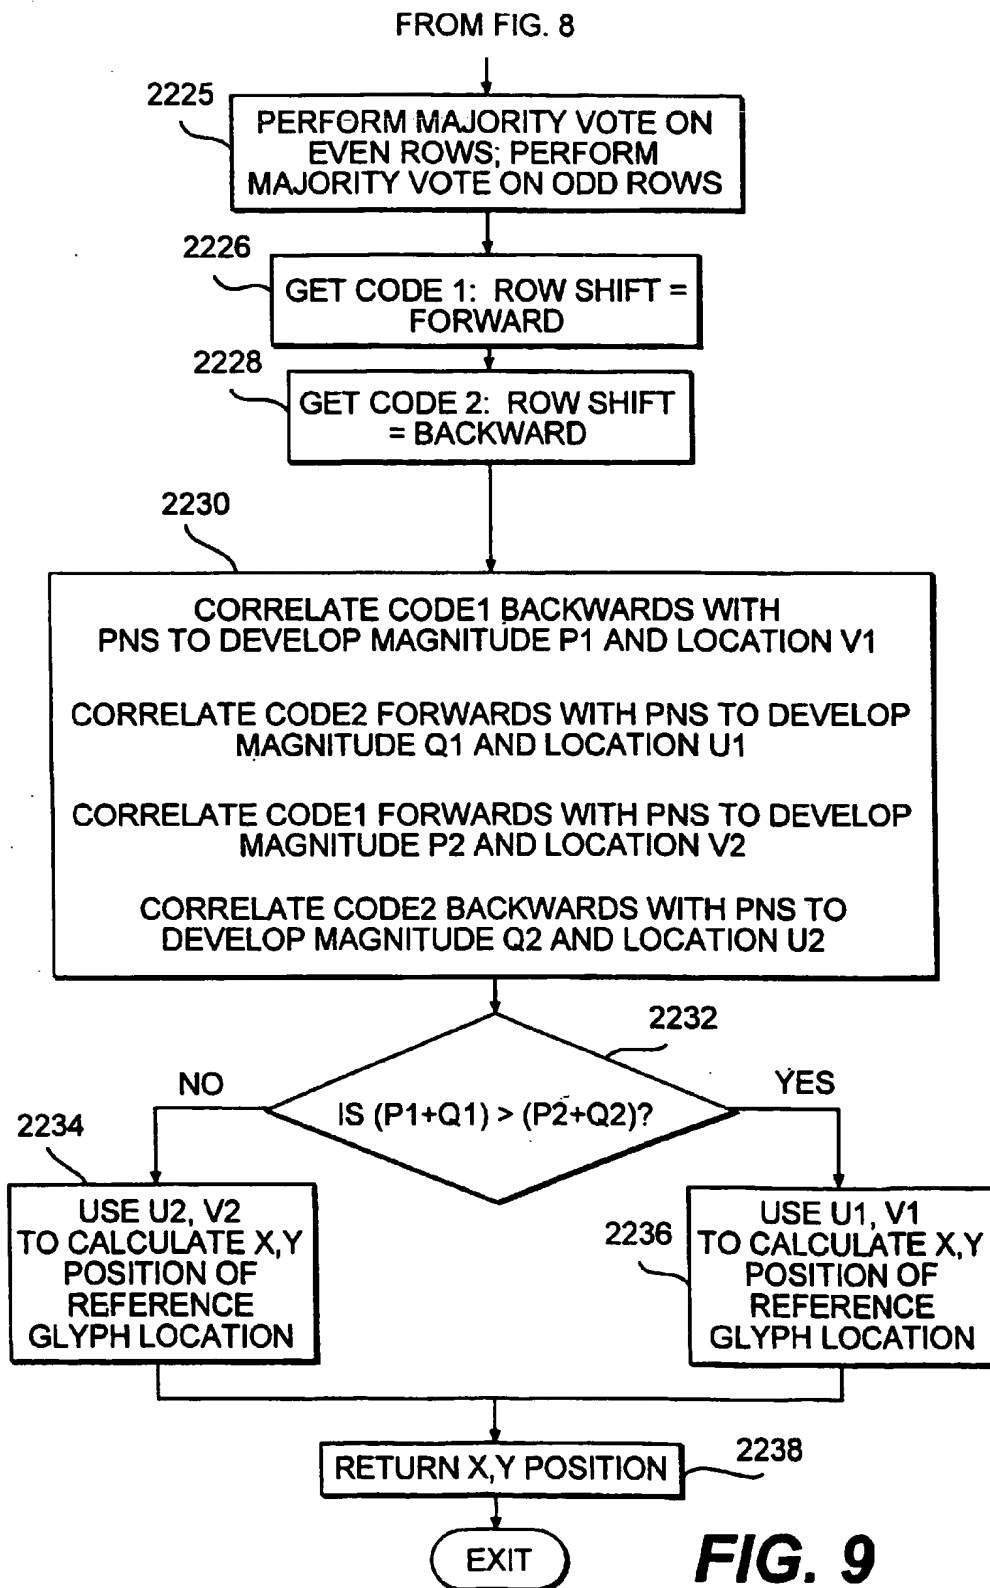 FROM FIG. 8
2225
PERFORM MAJORITY VOTE ON
EVEN ROWS; PERFORM
MAJORITY VOTE ON ODD ROWS
2226
GET CODE 1: ROW SHIFT =
FORWARD
2228
GET CODE 2: ROW SHIFT
= BACKWARD
2230
CORRELATE CODE1 BACKWARDS WITH
PNS TO DEVELOP MAGNITUDE P1 AND LOCATION V1
CORRELATE CODE2 FORWARDS WITH PNS TO DEVELOP
MAGNITUDE Q1 AND LOCATION U1
CORRELATE CODE1 FORWARDS WITH PNS TO DEVELOP
MAGNITUDE P2 AND LOCATION V2
CORRELATE CODE2 BACKWARDS WITH PNS TO
DEVELOP MAGNITUDE Q2 AND LOCATION U2
2232
IS (P1+Q1) > (P2+Q2)?
NO
YES
2234
USE U2, V2
TO CALCULATE X,Y
POSITION OF
REFERENCE
GLYPH LOCATION
2236
USE U1, V1
TO CALCULATE X,Y
POSITION OF
REFERENCE
GLYPH LOCATION
RETURN X,Y POSITION
2238
EXIT
FIG. 9